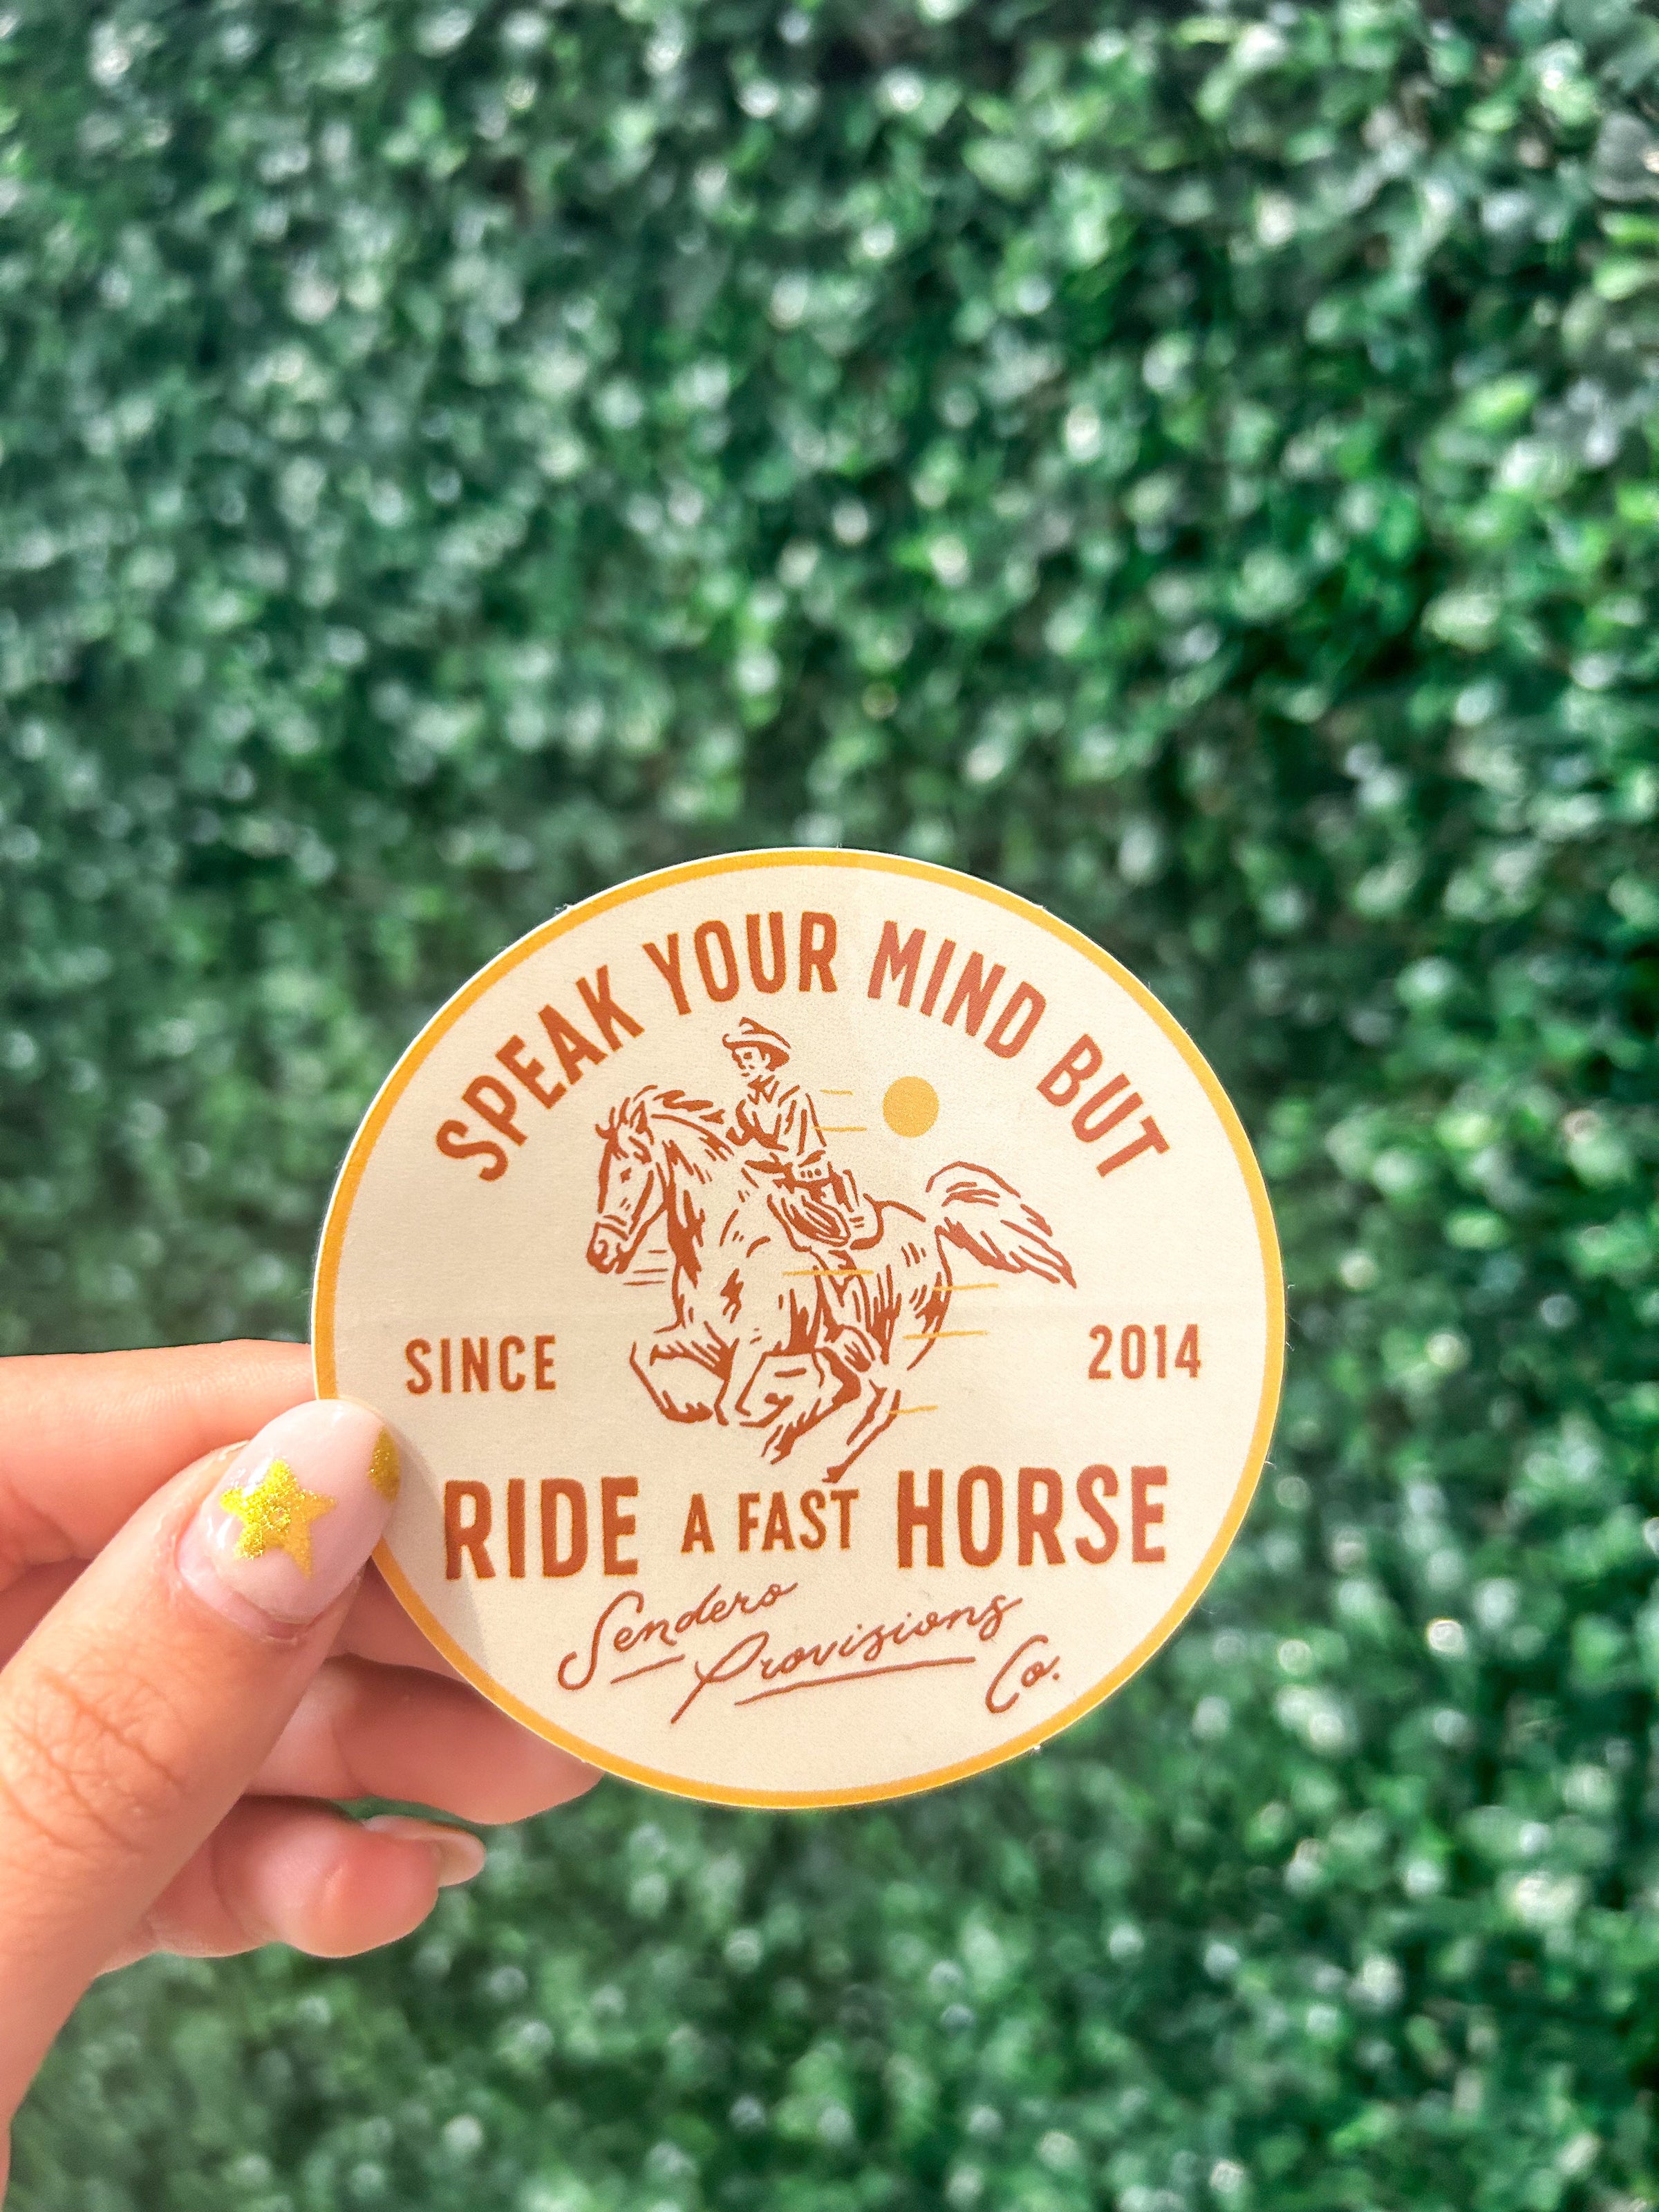 SPEAK YOUR MIND BUT
SINCE 2014
RIDE A FAST HORSE
Sendero
Provisions
Co.